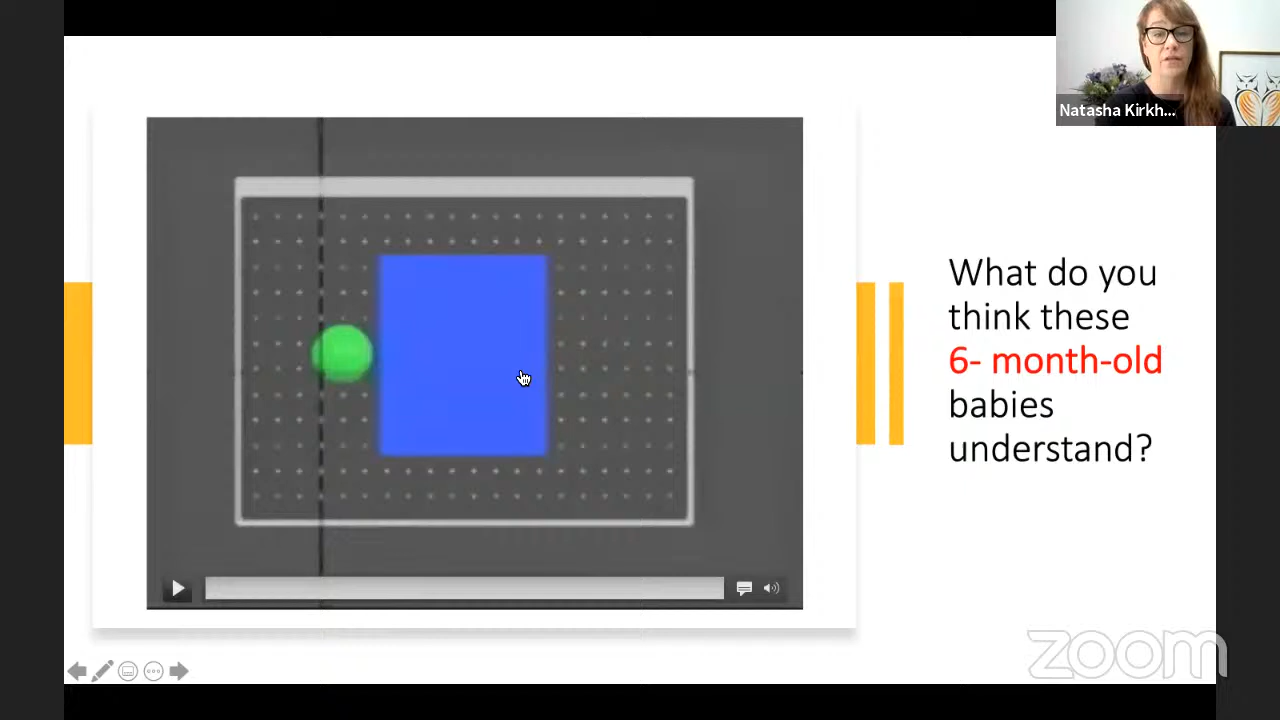 Natasha Kirkh...
What do you
think these
6- month-old
babies
understand?
zoom